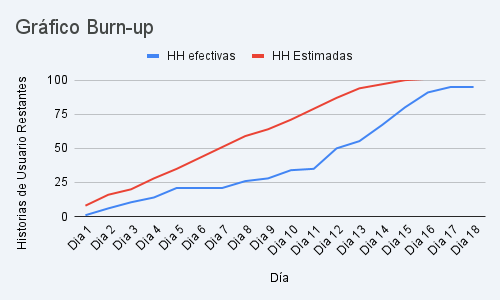 Gráfico Burn-up
HH efectivas
HH Estimadas
Historias de Usuario Restantes
100
75
50
25
0
Dia 1
Dia 2
Dia 3
Dia 4
Dia 5
Dia 6
Dia 7
Dia 8
Dia 9
Dia 10
Dia 11
Dia 12
Dia 13
Dia 14
Dia 15
Dia 16
Dia 17
Dia 18
Día